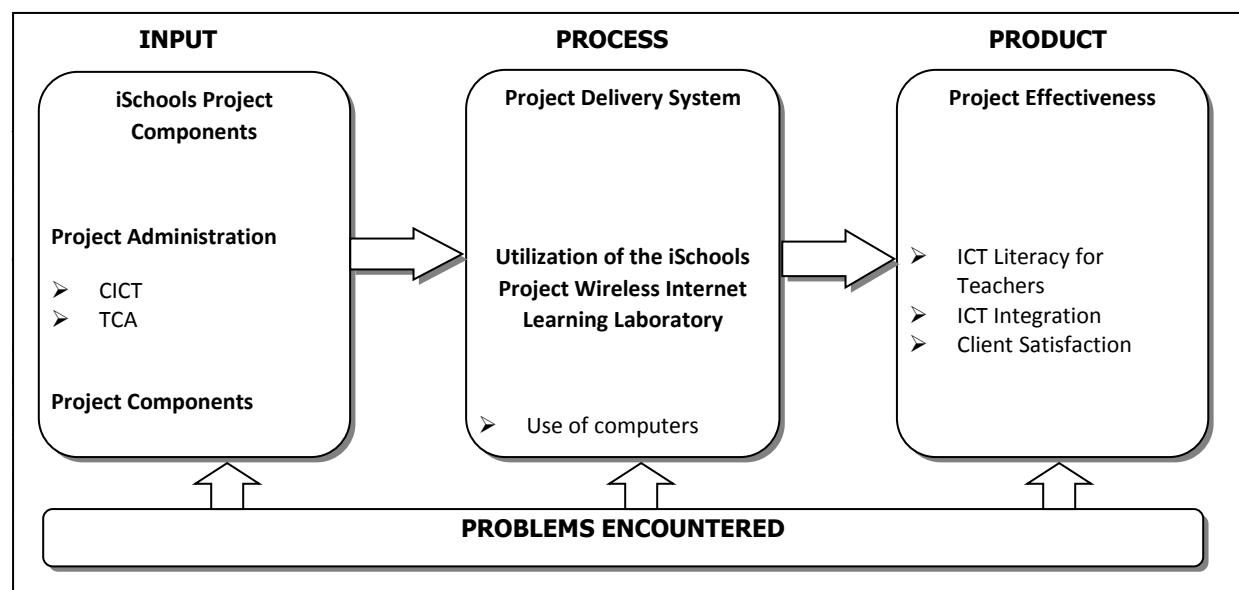 INPUT
PROCESS
PRODUCT
iSchools Project
Components
Project Administration
➢ CICT
➢ TCA
Project Components
Project Delivery System
Utilization of the iSchools
Project Wireless Internet
Learning Laboratory
➢ Use of computers
Project Effectiveness
➢ ICT Literacy for
Teachers
➢ ICT Integration
➢ Client Satisfaction
PROBLEMS ENCOUNTERED